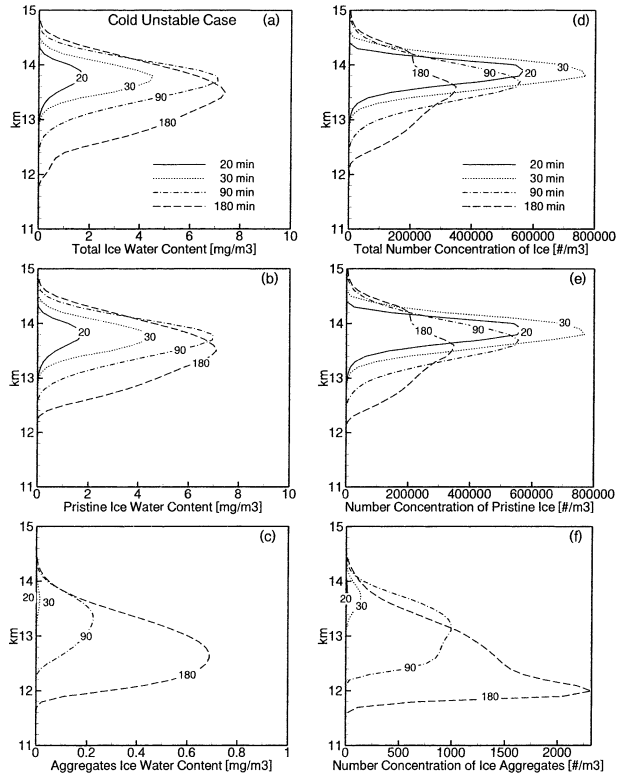 Cold Unstable Case
(a)
15
14
13
12
11
km
20
30
90
180
20 min
30 min
90 min
180 min
0 2 4 6 8 10
Total Ice Water Content [mg/m3]
(d)
15
14
13
12
11
km
180
90
20
30
20 min
30 min
90 min
180 min
0 200000 400000 600000 800000
Total Number Concentration of Ice [#/m3]
(b)
15
14
13
12
11
km
20
30
90
180
0 2 4 6 8 10
Pristine Ice Water Content [mg/m3]
(e)
15
14
13
12
11
km
180
90
20
30
0 200000 400000 600000 800000
Number Concentration of Pristine Ice [#/m3]
(c)
15
14
13
12
11
km
20
30
90
180
0 0.2 0.4 0.6 0.8 1
Aggregates Ice Water Content [mg/m3]
(f)
15
14
13
12
11
km
20
30
90
180
0 500 1000 1500 2000
Number Concentration of Ice Aggregates [#/m3]